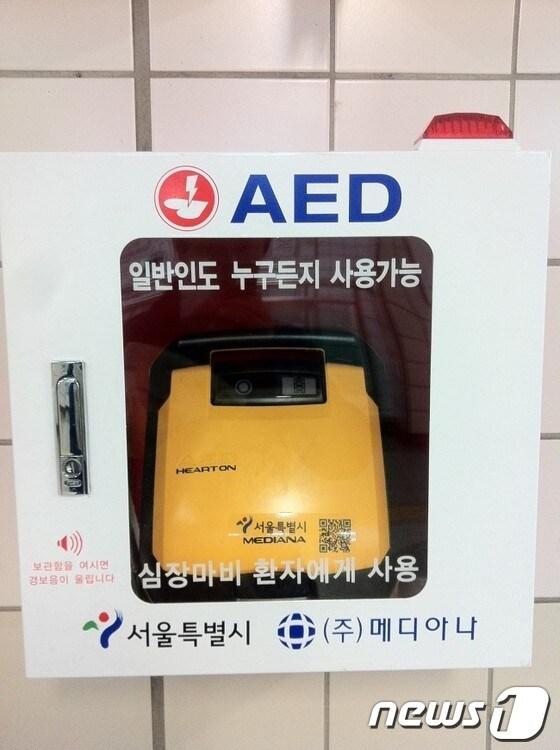 AED
일반인도 누구든지 사용가능
HEARTON
서울특별시
MEDIANA
심장마비 환자에게 사용
보관함을 여시면
경보음이 울립니다
서울특별시 (주)메디아나
news1